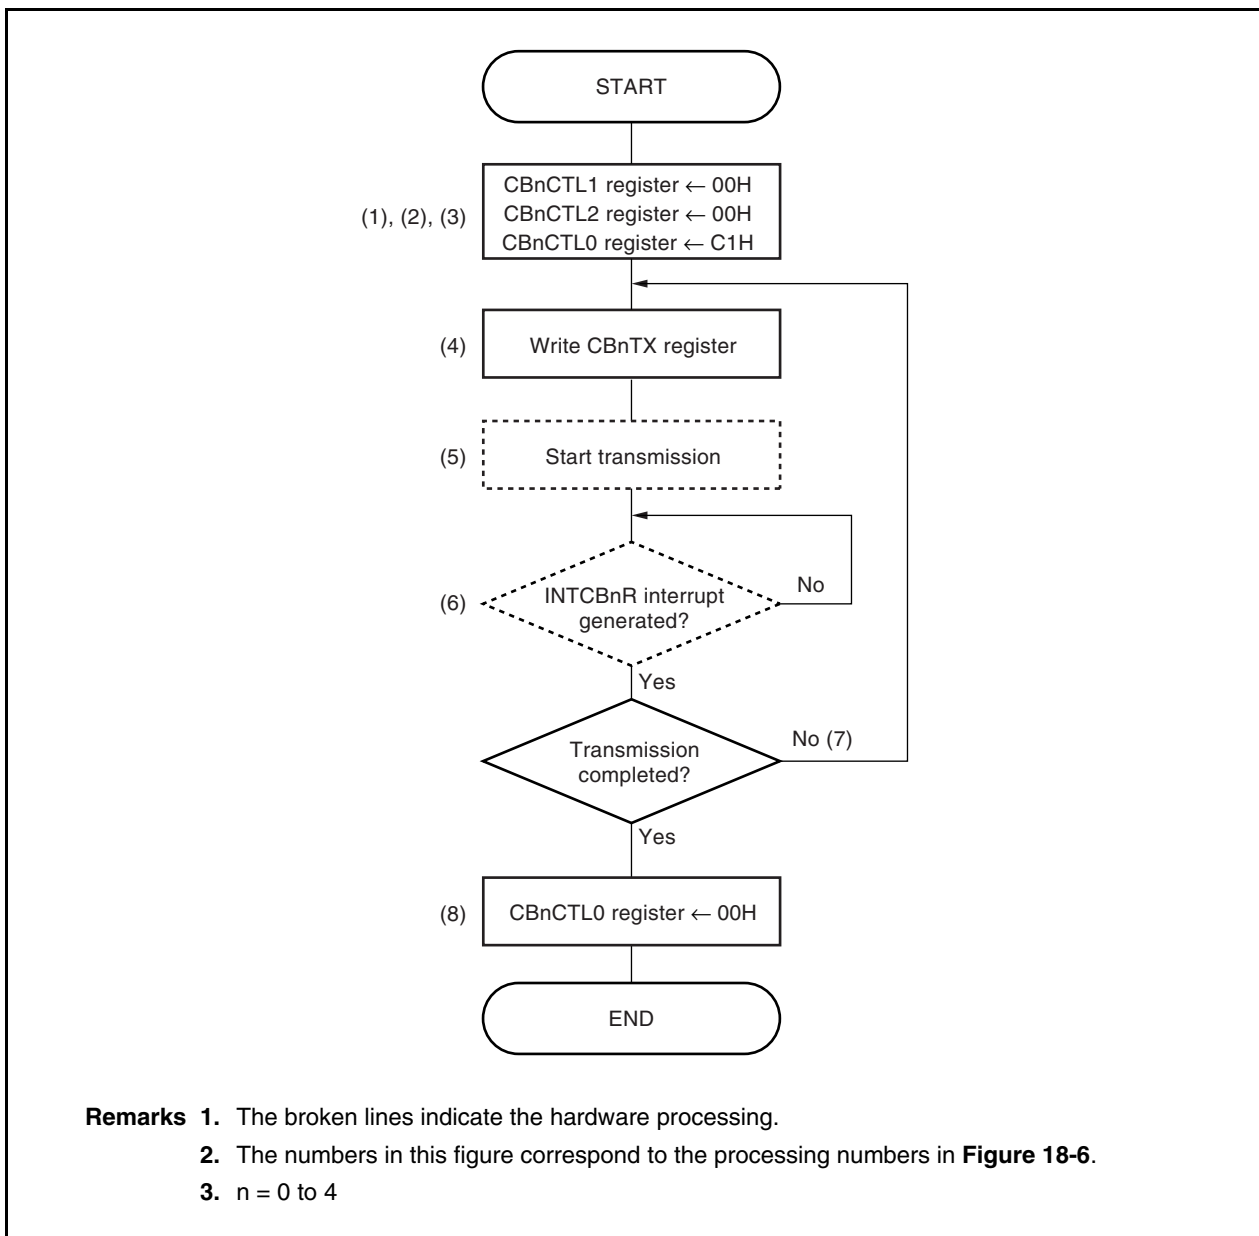 START
CBnCTL1 register ← 00H
(1), (2), (3) CBnCTL2 register ← 00H
CBnCTL0 register ← C1H
(4) Write CBnTX register
(5) Start transmission
No
(6) INTCBnR interrupt
generated?
Yes
No (7)
Transmission
completed?
Yes
(8) CBnCTL0 register ← 00H
END
Remarks 1. The broken lines indicate the hardware processing.
2. The numbers in this figure correspond to the processing numbers in Figure 18-6.
3. n = 0 to 4